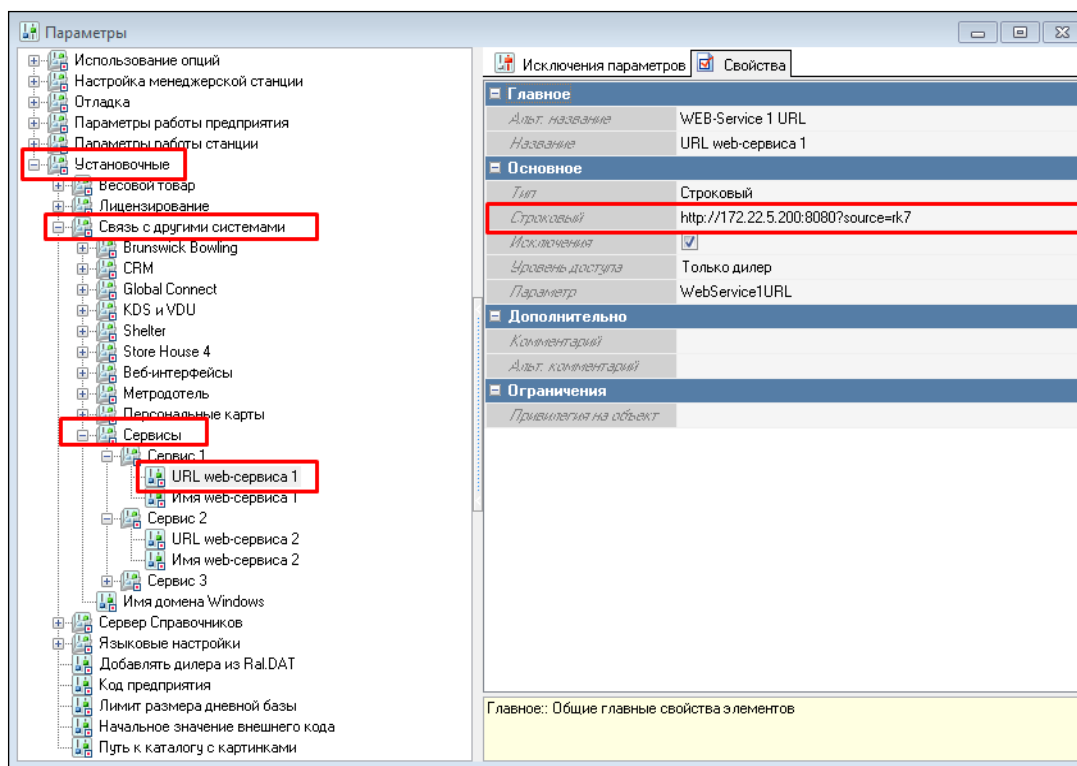 Параметры
Использование опций
Настройка менеджерской станции
Отладка
Параметры работы предприятия
Параметры работы станции
Установочные
Весовой товар
Лицензирование
Связь с другими системами
Brunswick Bowling
CRM
Global Connect
KDS и VDU
Shelter
Store House 4
Веб-интерфейсы
Метродотель
Персональные карты
Сервисы
Сервис 1
URL web-сервиса 1
Имя web-сервиса 1
Сервис 2
URL web-сервиса 2
Имя web-сервиса 2
Сервис 3
Имя домена Windows
Сервер Справочников
Языковые настройки
Добавлять дилера из Ral.DAT
Код предприятия
Лимит размера дневной базы
Начальное значение внешнего кода
Путь к каталогу с картинками
Исключения параметров Свойства
Главное
Альт. название WEB-Service 1 URL
Название URL web-сервиса 1
Основное
Тип Строковый
Строковый http://172.22.5.200:8080?source=rk7
Исключения
Уровень доступа Только дилер
Параметр WebService1URL
Дополнительно
Комментарий
Альт. комментарий
Ограничения
Привилегия на объект
Главное:: Общие главные свойства элементов